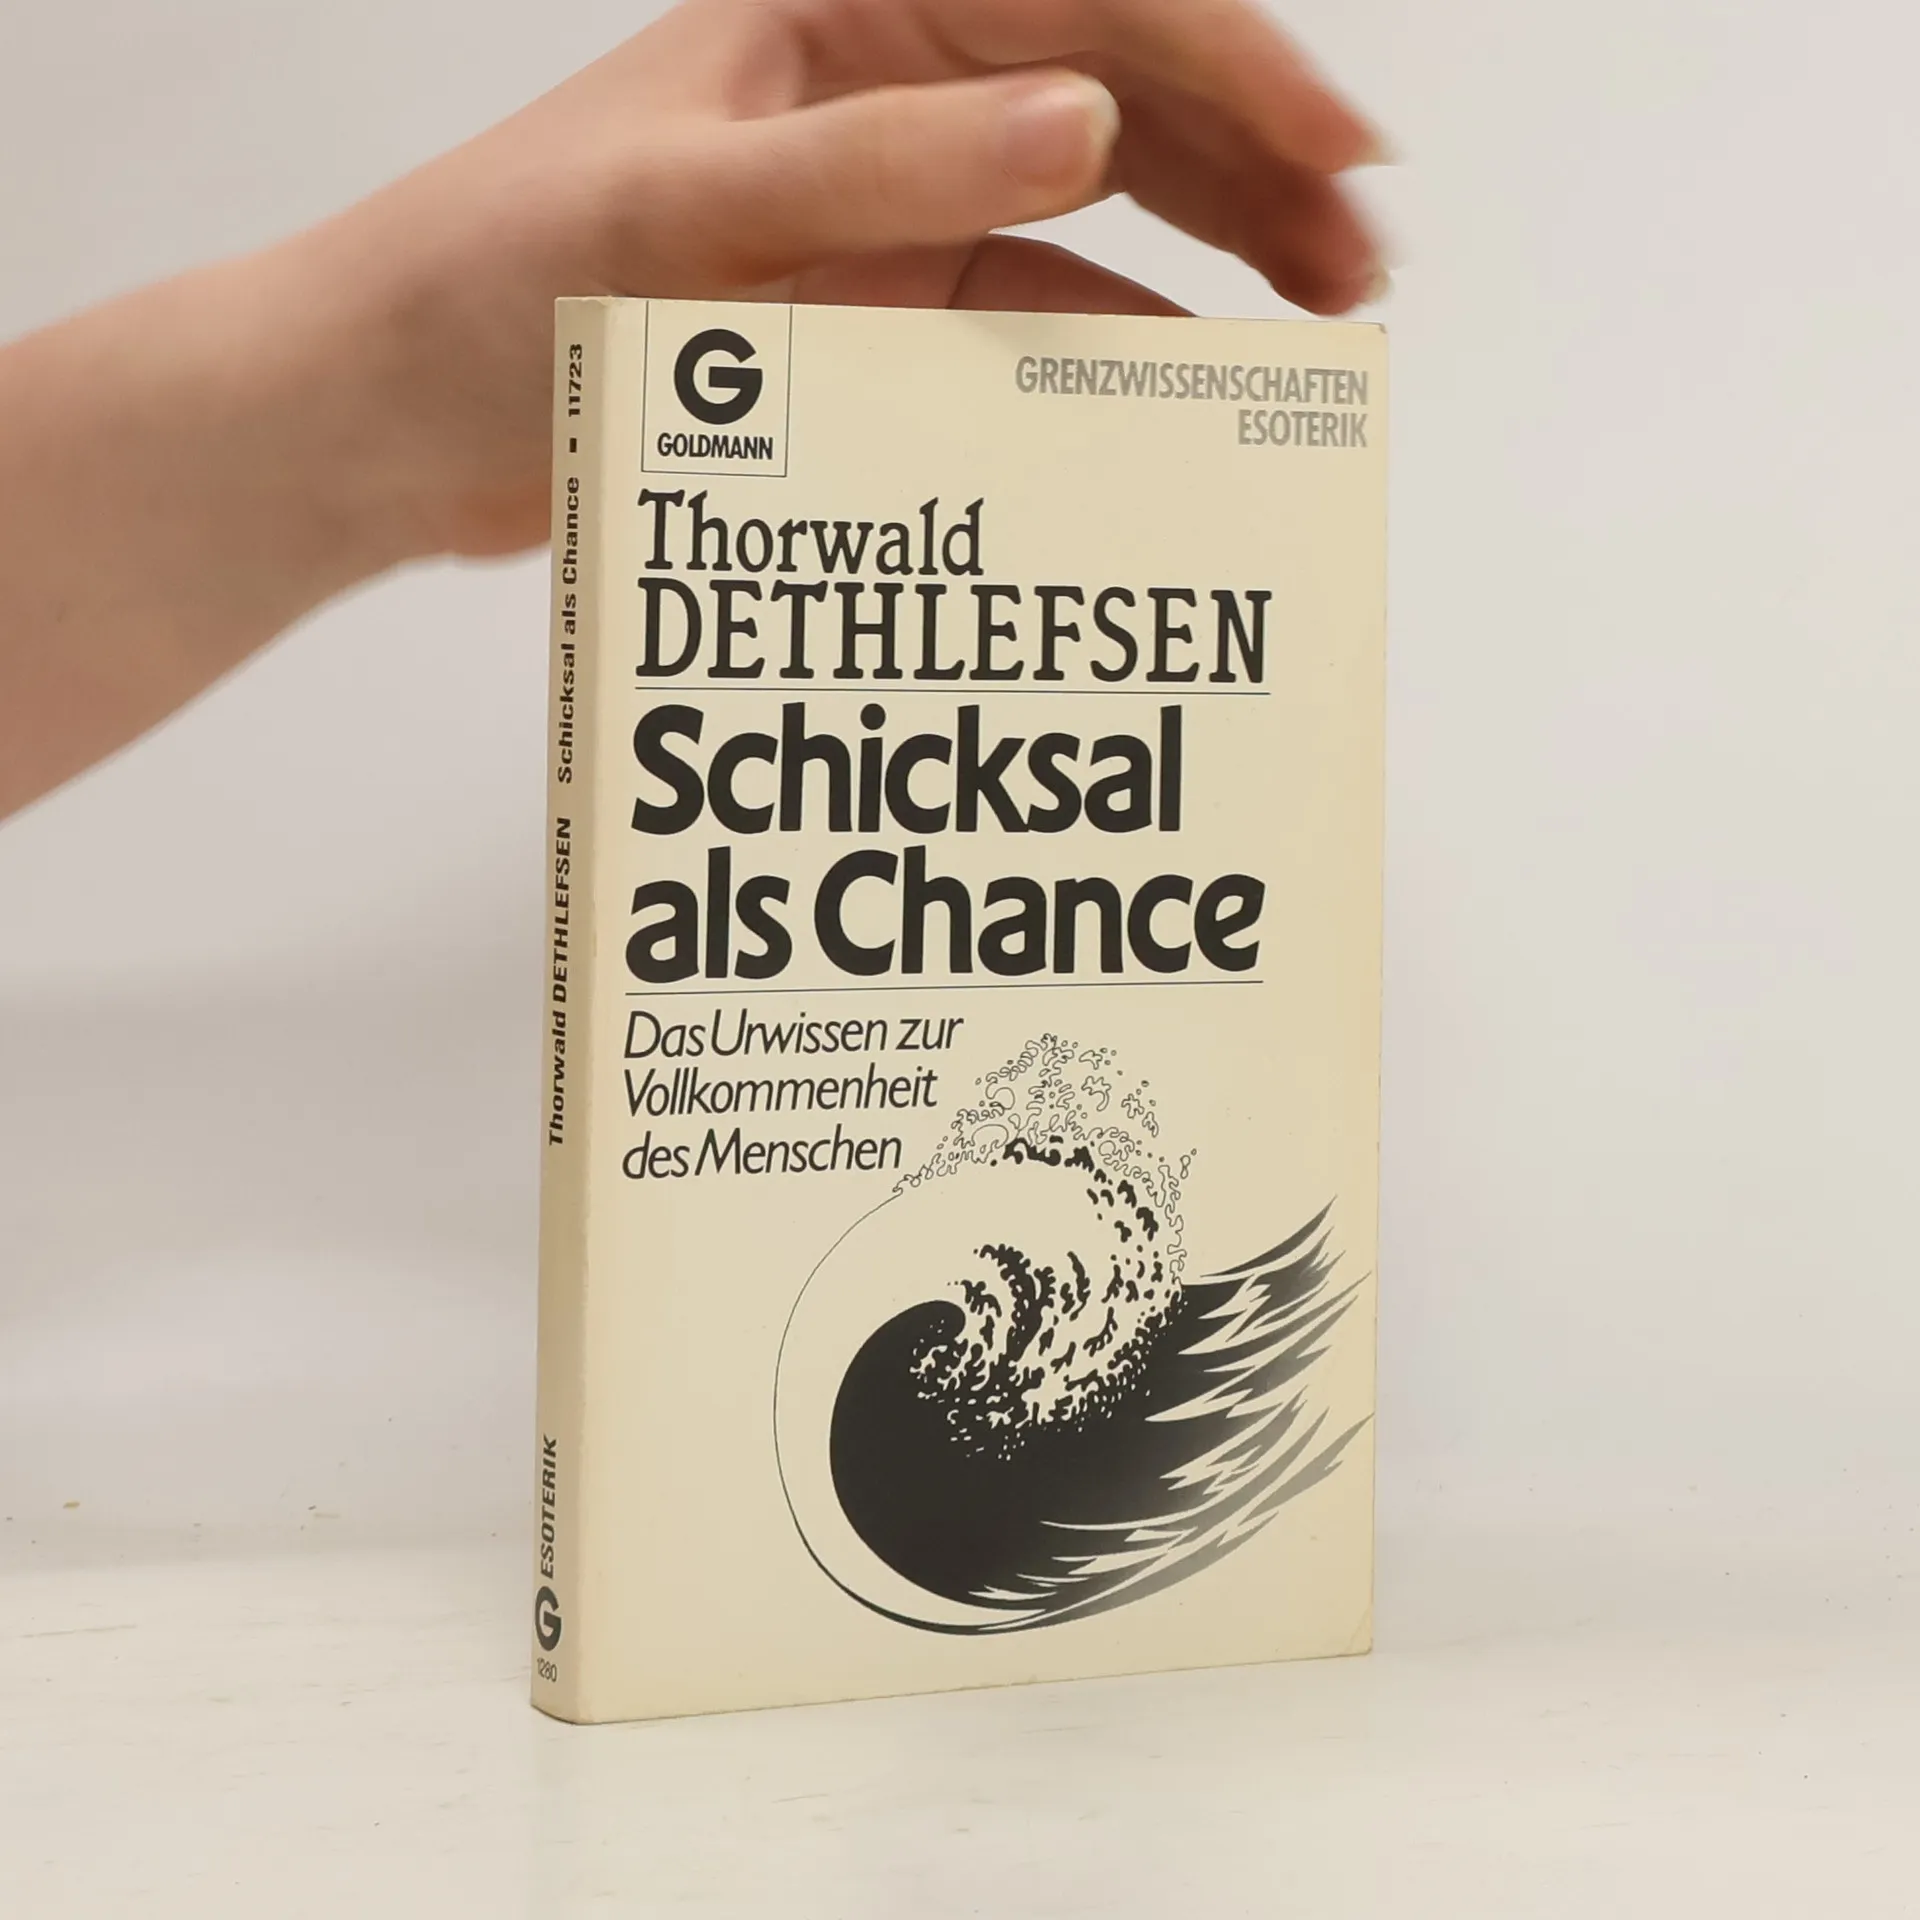 G
GOLDMANN
GRENZWISSENSCHAFTEN
ESOTERIK
Thorwald
DETHLEFSEN
Schicksal
als Chance
Das Urwissen zur
Vollkommenheit
des Menschen
Thorwald DETHLEFSEN Schicksal als Chance ▪ 11723
G ESOTERIK
1280